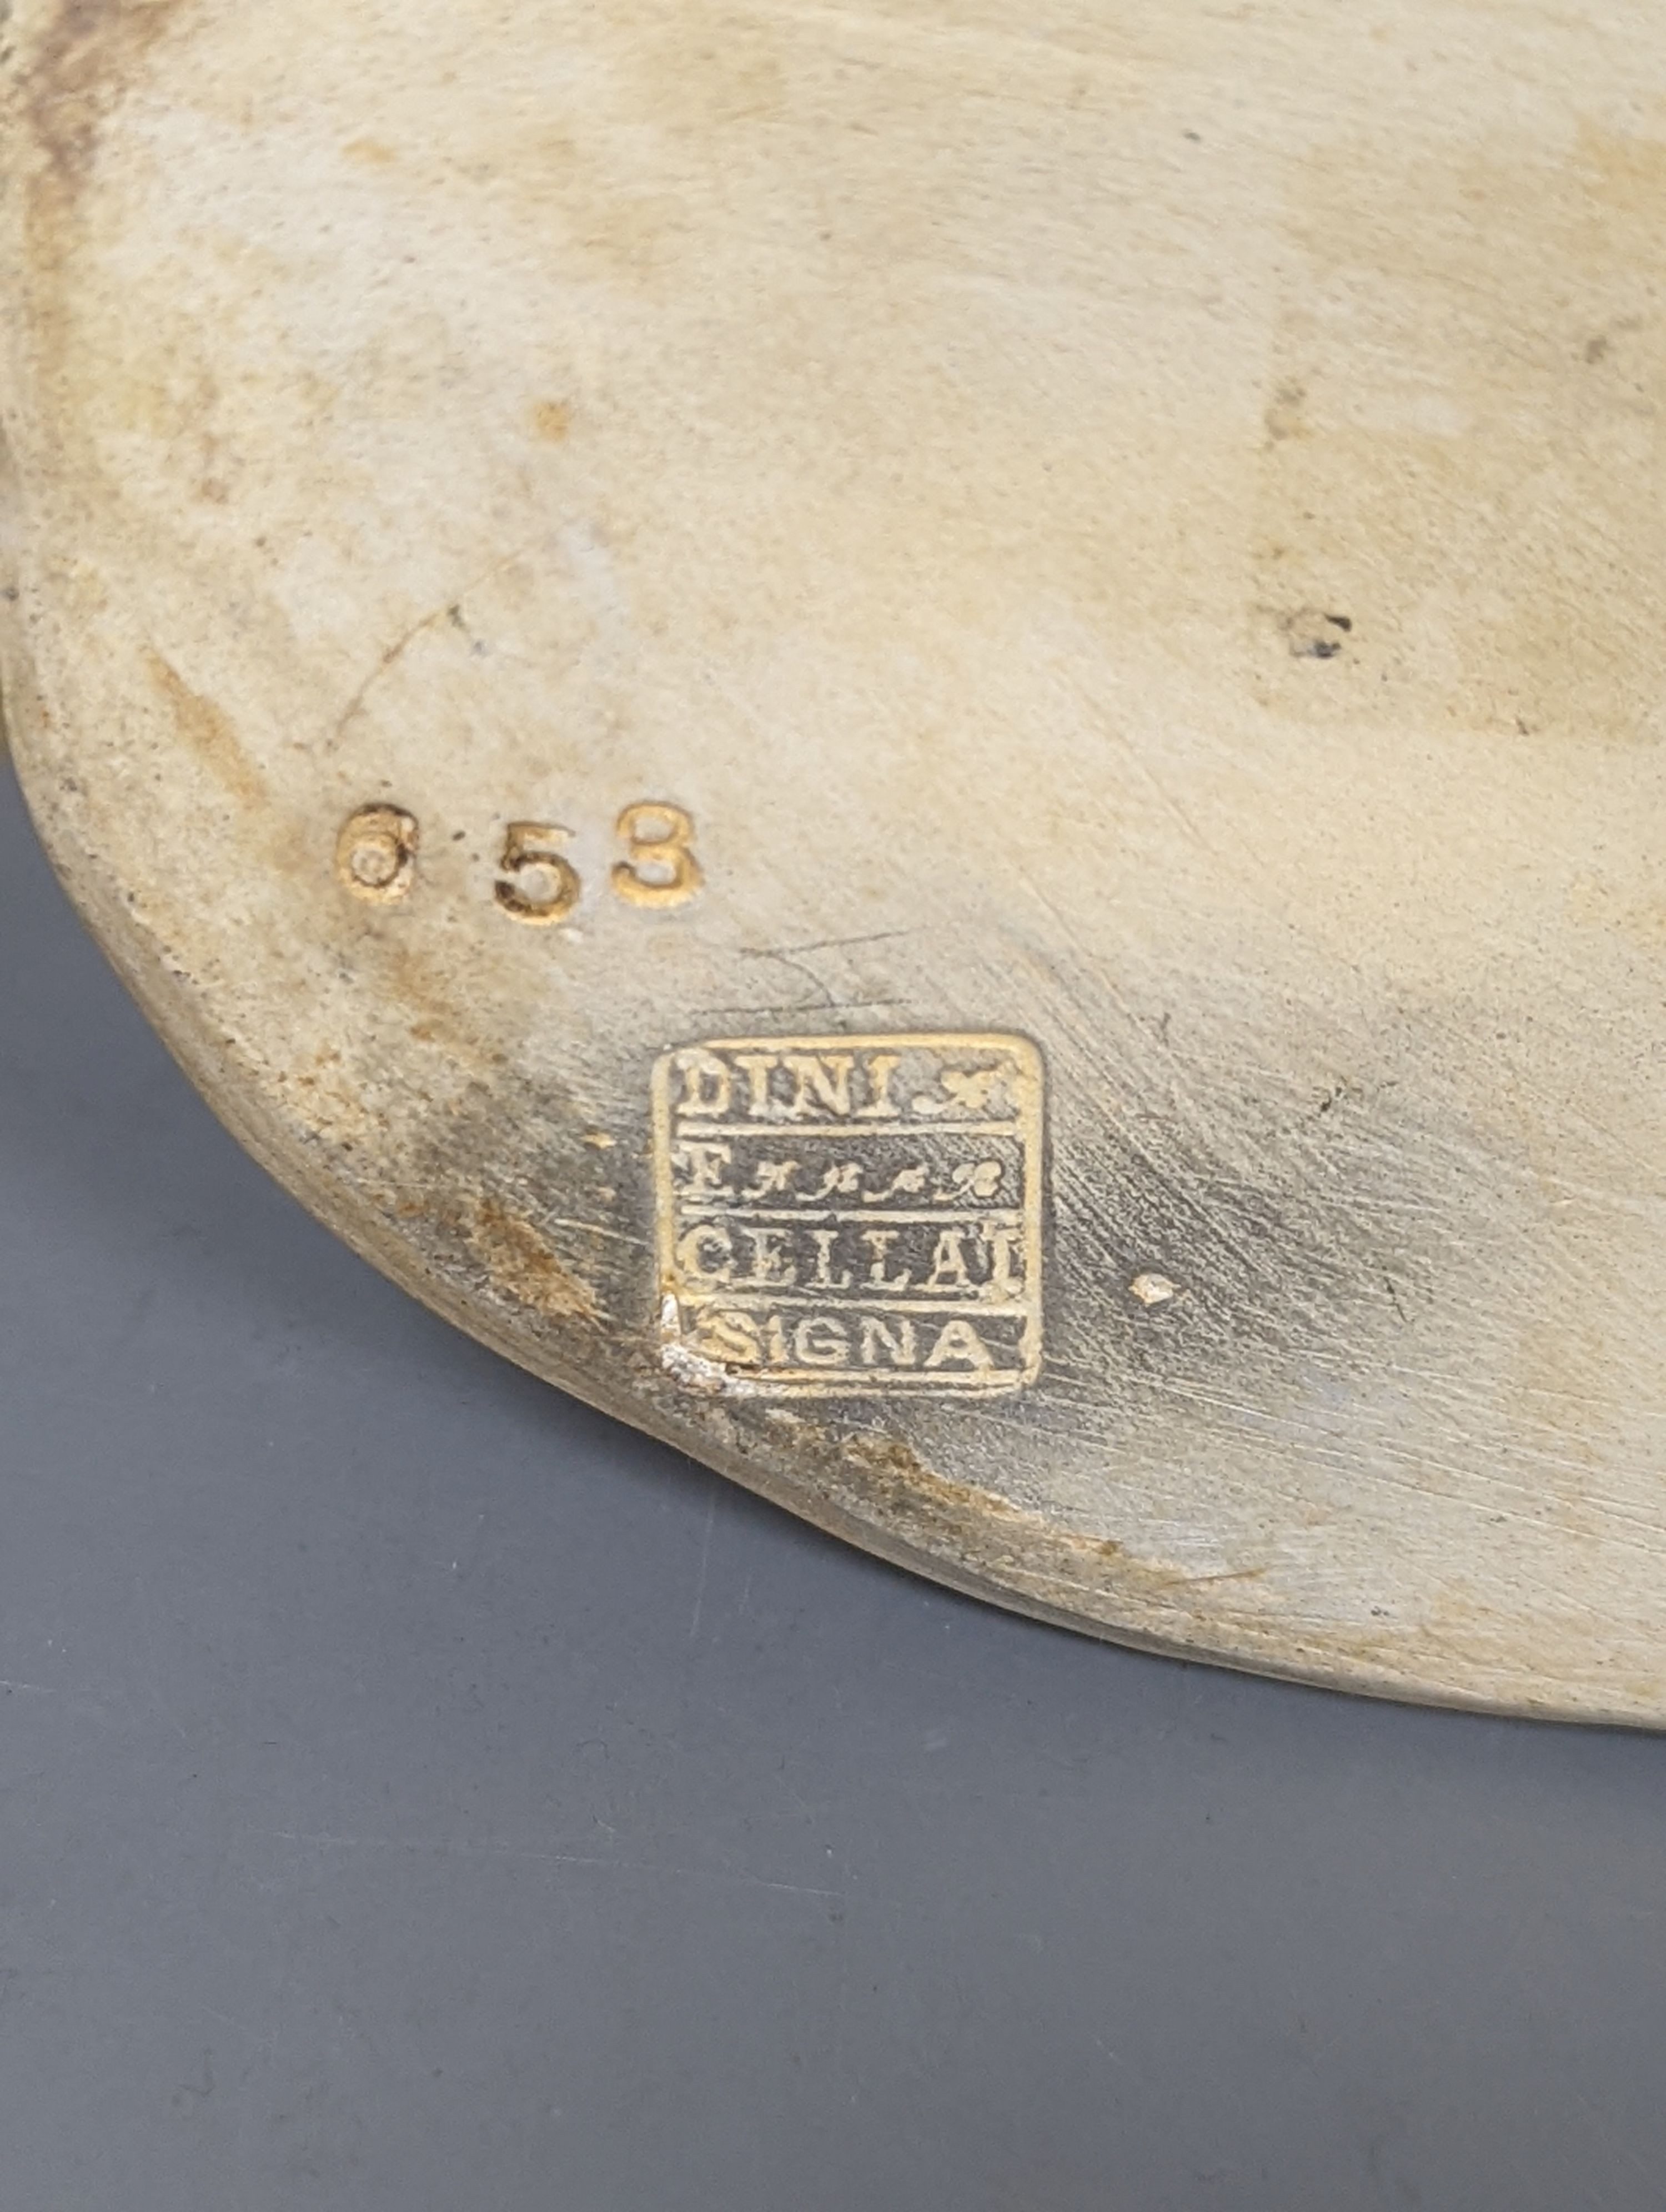 653
DINI
E
CELLAI
SIGNA